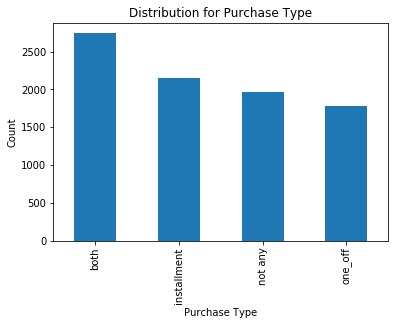 Distribution for Purchase Type
Count
2500
2000
1500
1000
500
0
both
installment
not any
one_off
Purchase Type